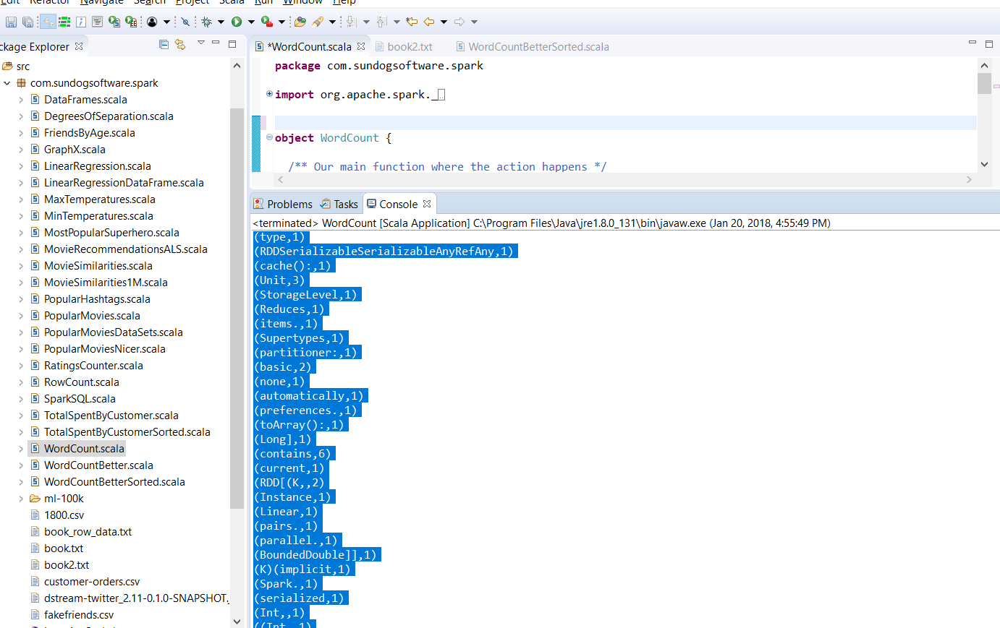 Edit Refactor Navigate Search Project Scala Run Window Help
ckage Explorer
src
com.sundogsoftware.spark
DataFrames.scala
DegreesOfSeparation.scala
FriendsByAge.scala
GraphX.scala
LinearRegression.scala
LinearRegressionDataFrame.scala
MaxTemperatures.scala
MinTemperatures.scala
MostPopularSuperhero.scala
MovieRecommendationsALS.scala
MovieSimilarities.scala
MovieSimilarities1M.scala
PopularHashtags.scala
PopularMovies.scala
PopularMoviesDataSets.scala
PopularMoviesNicer.scala
RatingsCounter.scala
RowCount.scala
SparkSQL.scala
TotalSpentByCustomer.scala
TotalSpentByCustomerSorted.scala
WordCount.scala
WordCountBetter.scala
WordCountBetterSorted.scala
ml-100k
1800.csv
book_row_data.txt
book.txt
book2.txt
customer-orders.csv
dstream-twitter_2.11-0.1.0-SNAPSHOT.
fakefriends.csv
*WordCount.scala book2.txt WordCountBetterSorted.scala
package com.sundogsoftware.spark
import org.apache.spark._
object WordCount {
/** Our main function where the action happens */
Problems Tasks Console
<terminated> WordCount [Scala Application] C:\Program Files\Java\jre1.8.0_131\bin\javaw.exe (Jan 20, 2018, 4:55:49 PM)
(type,1)
(RDDSerializableSerializableAnyRefAny,1)
(cache():,1)
(Unit,3)
(StorageLevel,1)
(Reduces,1)
(items.,1)
(Supertypes,1)
(partitioner:,1)
(basic,2)
(none,1)
(automatically,1)
(preferences.,1)
(toArray():,1)
(Long],1)
(contains,6)
(current,1)
(RDD[(K,,2)
(Instance,1)
(Linear,1)
(pairs.,1)
(parallel.,1)
(BoundedDouble]],1)
(K)(implicit,1)
(Spark.,1)
(serialized,1)
(Int,,1)
((Int,,1)